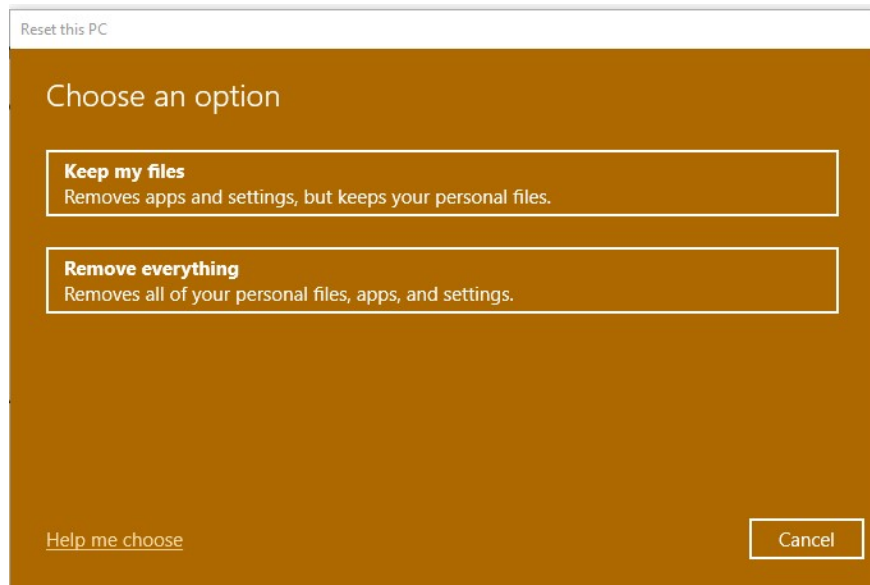 Reset this PC
Choose an option
Keep my files
Removes apps and settings, but keeps your personal files.
Remove everything
Removes all of your personal files, apps, and settings.
Help me choose
Cancel